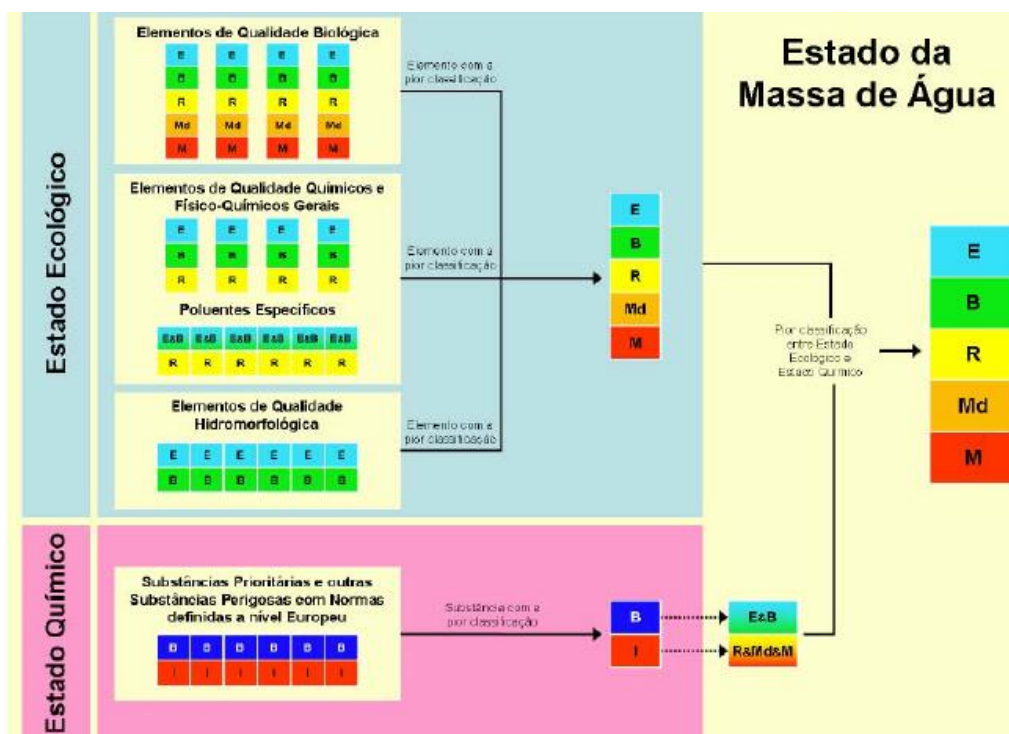 Estado da
Massa de Água
Estado Ecológico
Elementos de Qualidade Biológica
E E E E
B B B B
R R R R
Md Md Md Md
M M M M
Elemento com a
pior classificação
Elementos de Qualidade Químicos e
Físico-Químicos Gerais
E E E E
B B B B
R R R R
Poluentes Específicos
E&B E&B E&B E&B E&B E&B
R R R R R R
Elemento com a
pior classificação
Elementos de Qualidade
Hidromorfológica
E E E E E E
B B B B B B
Elemento com a
pior classificação
E
B
R
Md
M
Pior classificação
entre Estado
Ecológico e
Estado Químico
E
B
R
Md
M
Estado Químico
Substâncias Prioritárias e outras
Substâncias Perigosas com Normas
definidas a nível Europeu
B B B B B B
I I I I I I
Substância com a
pior classificação
B
I
E&B
R&Md&M